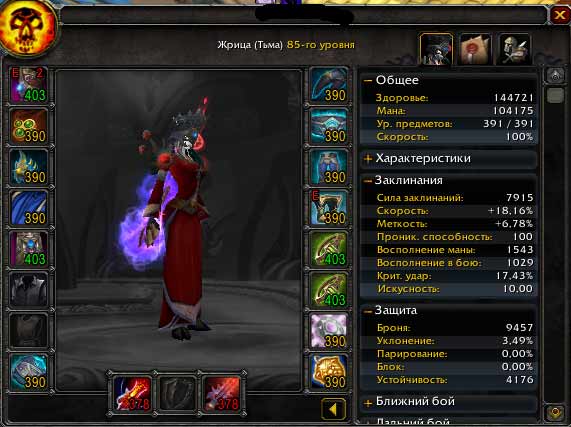 Жрица (Тьма) 85-го уровня
E 2
403
390
390
390
403
390
390
390
390
E
390
403
403
390
390
378
378
− Общее
Здоровье: 144721
Мана: 104175
Ур. предметов: 391 / 391
Скорость: 100%
+ Характеристики
− Заклинания
Сила заклинаний: 7915
Скорость: +18,16%
Меткость: +6.78%
Проник. способность: 100
Восполнение маны: 1543
Восполнение в бою: 1029
Крит. удар: 17.43%
Искусность: 10.00
− Защита
Броня: 9457
Уклонение: 3,49%
Парирование: 0,00%
Блок: 0,00%
Устойчивость: 4176
+ Ближний бой
Дальний бой